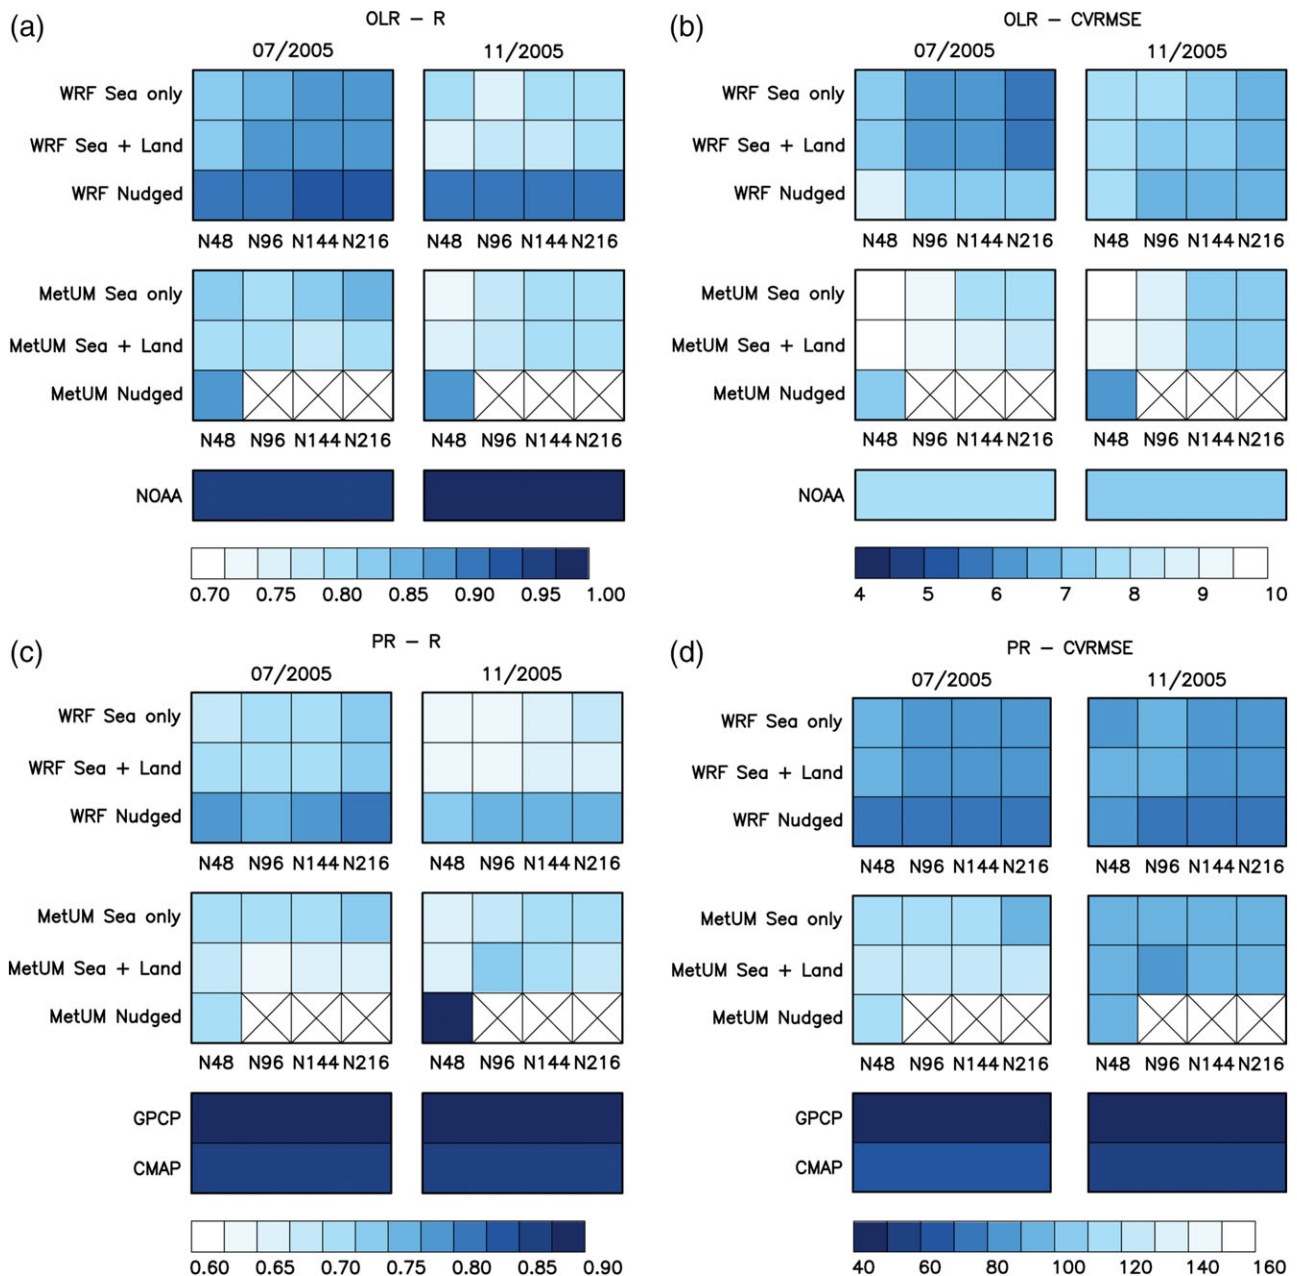 (a)
OLR – R
07/2005 11/2005
WRF Sea only
WRF Sea + Land
WRF Nudged
N48 N96 N144 N216 N48 N96 N144 N216
MetUM Sea only
MetUM Sea + Land
MetUM Nudged
N48 N96 N144 N216 N48 N96 N144 N216
NOAA
0.70 0.75 0.80 0.85 0.90 0.95 1.00
(b)
OLR – CVRMSE
07/2005 11/2005
WRF Sea only
WRF Sea + Land
WRF Nudged
N48 N96 N144 N216 N48 N96 N144 N216
MetUM Sea only
MetUM Sea + Land
MetUM Nudged
N48 N96 N144 N216 N48 N96 N144 N216
NOAA
4 5 6 7 8 9 10
(c)
PR – R
07/2005 11/2005
WRF Sea only
WRF Sea + Land
WRF Nudged
N48 N96 N144 N216 N48 N96 N144 N216
MetUM Sea only
MetUM Sea + Land
MetUM Nudged
N48 N96 N144 N216 N48 N96 N144 N216
GPCP
CMAP
0.60 0.65 0.70 0.75 0.80 0.85 0.90
(d)
PR – CVRMSE
07/2005 11/2005
WRF Sea only
WRF Sea + Land
WRF Nudged
N48 N96 N144 N216 N48 N96 N144 N216
MetUM Sea only
MetUM Sea + Land
MetUM Nudged
N48 N96 N144 N216 N48 N96 N144 N216
GPCP
CMAP
40 60 80 100 120 140 160